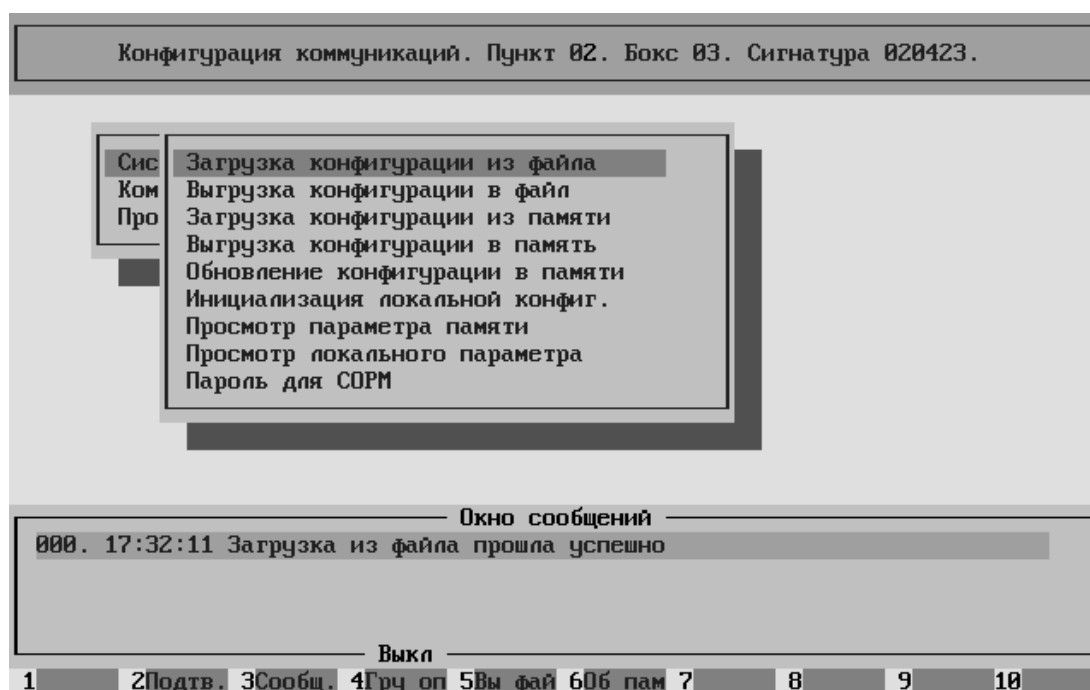 Конфигурация коммуникаций. Пункт 02. Бокс 03. Сигнатура 020423.
Сис
Ком
Про
Загрузка конфигурации из файла
Выгрузка конфигурации в файл
Загрузка конфигурации из памяти
Выгрузка конфигурации в память
Обновление конфигурации в памяти
Инициализация локальной конфиг.
Просмотр параметра памяти
Просмотр локального параметра
Пароль для СОРМ
Окно сообщений
000. 17:32:11 Загрузка из файла прошла успешно
Выкл
1 2Подтв. 3Сообщ. 4Гру оп 5Вы фай 6Об пам 7 8 9 10